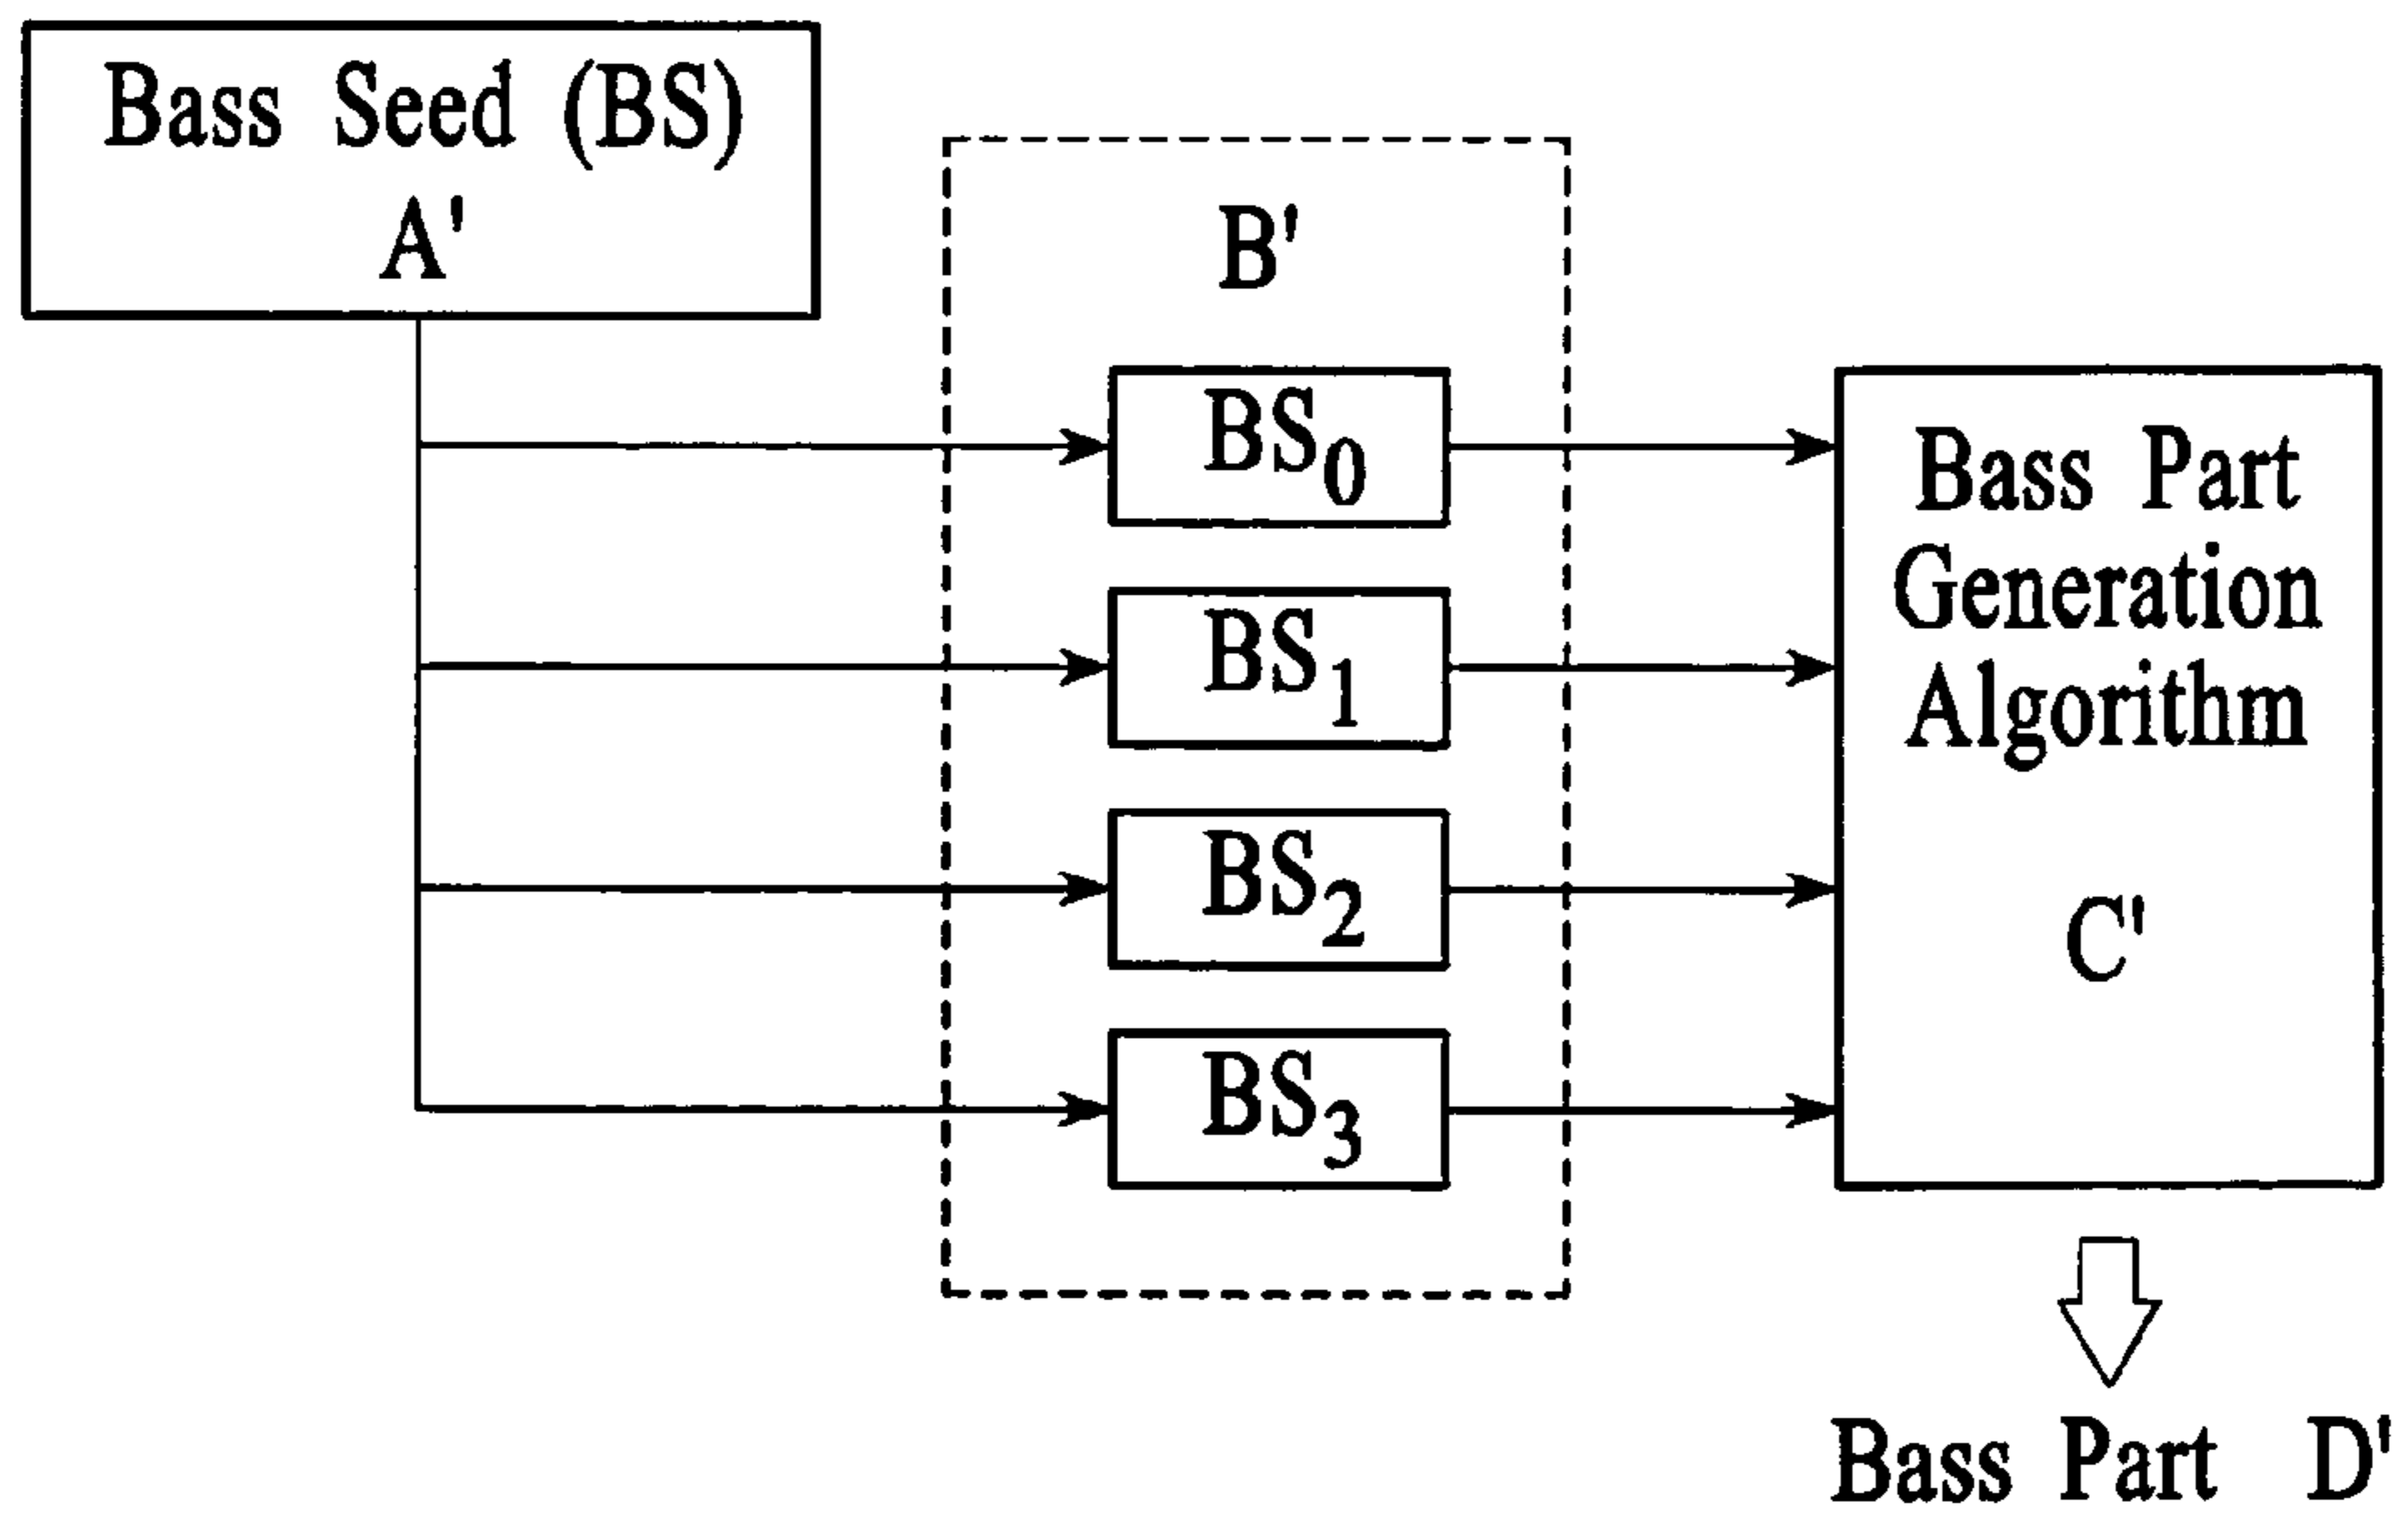 Bass Seed (BS)
A'
B'
BS0
BS1
BS2
BS3
Bass Part
Generation
Algorithm
C'
Bass Part D'